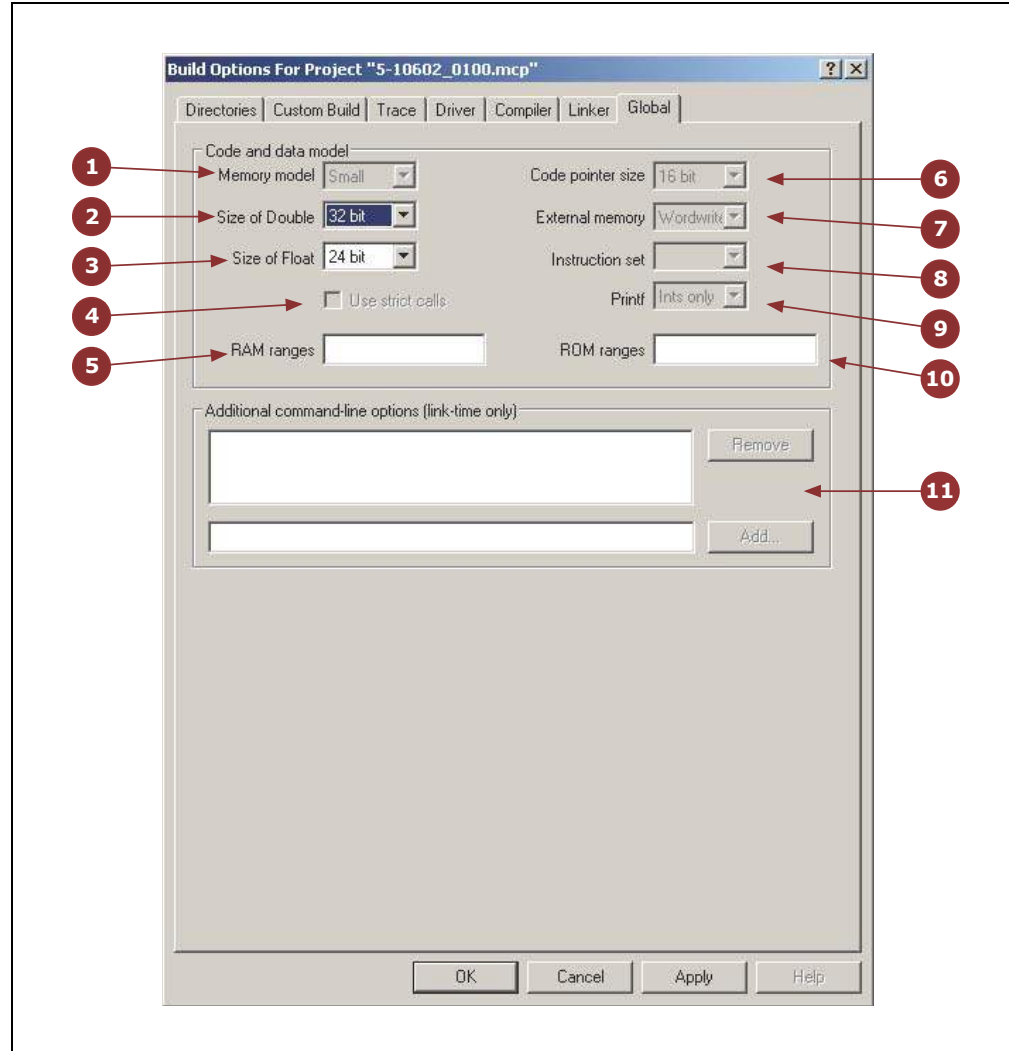 Build Options For Project "5-10602_0100.mcp"
Directories Custom Build Trace Driver Compiler Linker Global
Code and data model
1 Memory model Small Code pointer size 16 bit 6
2 Size of Double 32 bit External memory Wordwrite 7
3 Size of Float 24 bit Instruction set 8
4 Use strict calls Printf Ints only 9
5 RAM ranges ROM ranges 10
Additional command-line options (link-time only)
Remove
11
Add...
OK Cancel Apply Help